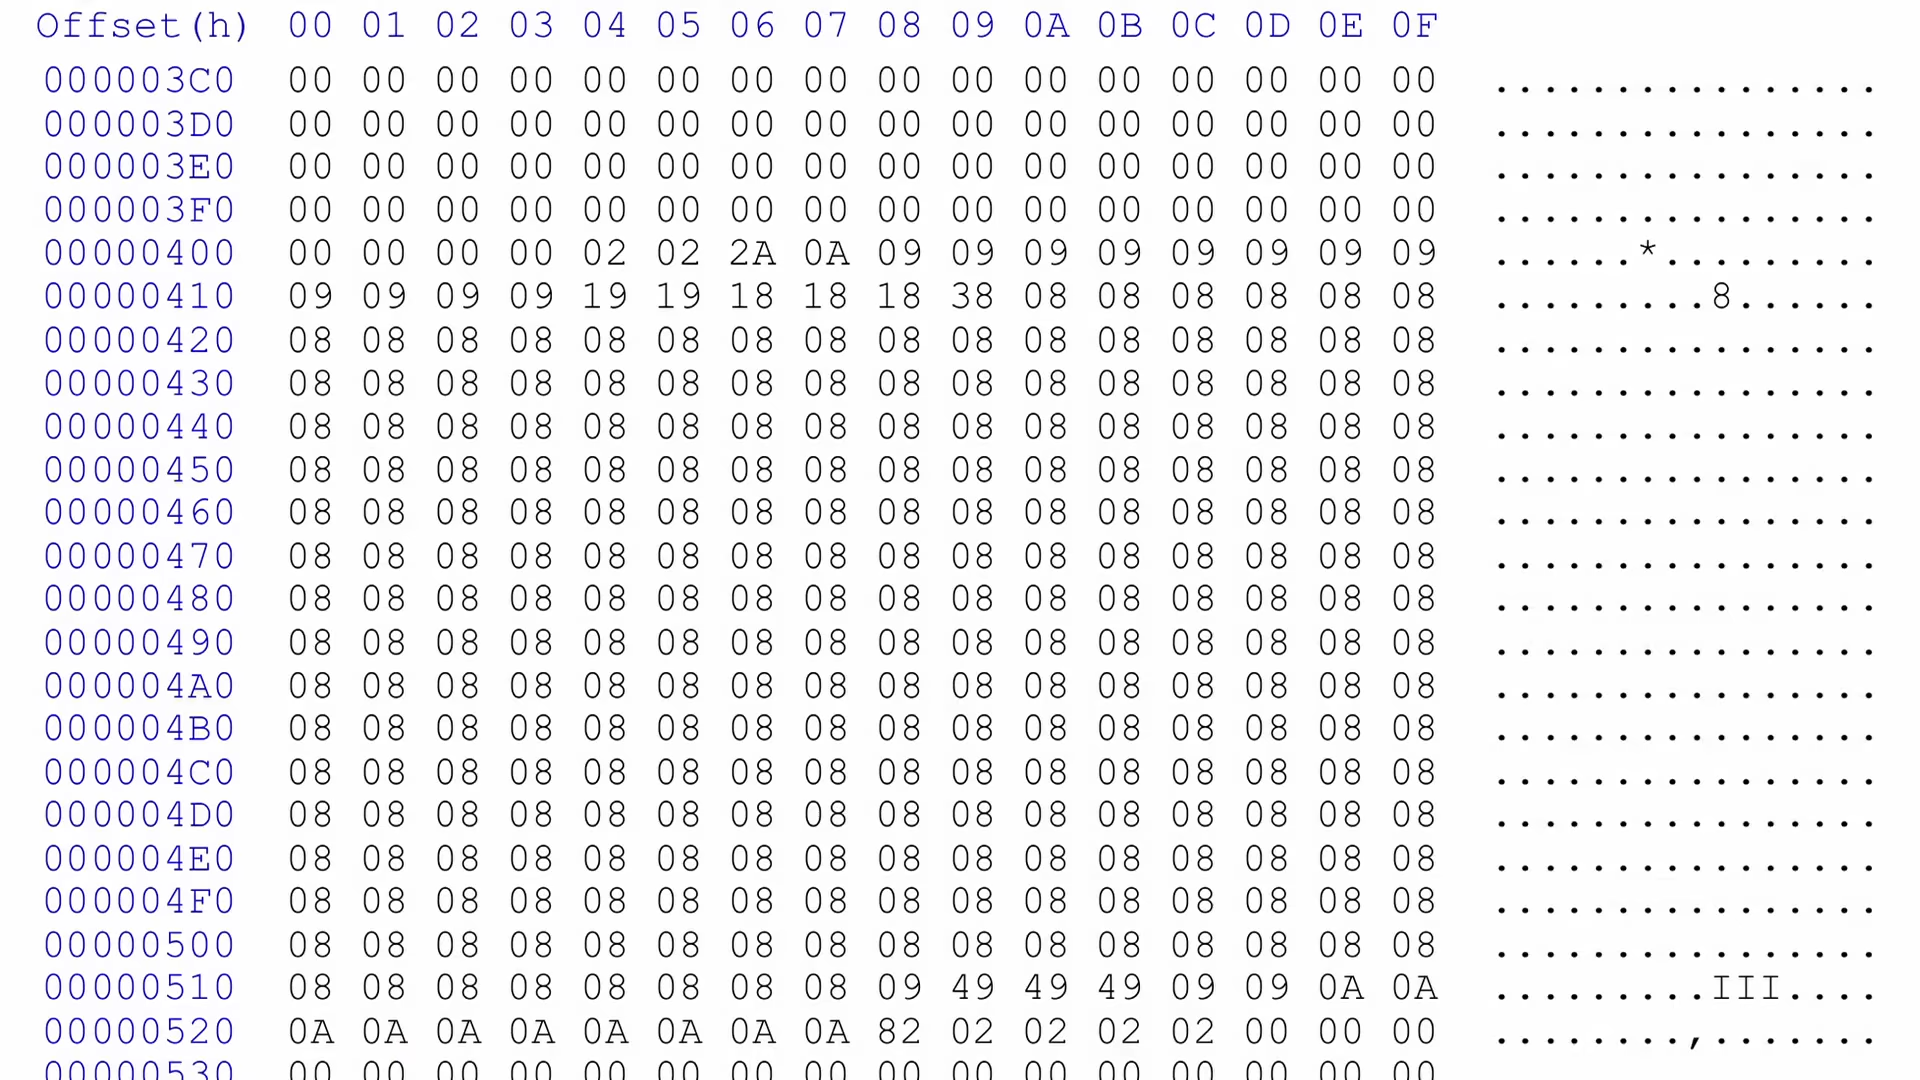 Offset(h) 00 01 02 03 04 05 06 07 08 09 0A 0B 0C 0D 0E 0F
000003C0 00 00 00 00 00 00 00 00 00 00 00 00 00 00 00 00 ................
000003D0 00 00 00 00 00 00 00 00 00 00 00 00 00 00 00 00 ................
000003E0 00 00 00 00 00 00 00 00 00 00 00 00 00 00 00 00 ................
000003F0 00 00 00 00 00 00 00 00 00 00 00 00 00 00 00 00 ................
00000400 00 00 00 00 02 02 2A 0A 09 09 09 09 09 09 09 09 ......*.........
00000410 09 09 09 09 19 19 18 18 18 38 08 08 08 08 08 08 .........8......
00000420 08 08 08 08 08 08 08 08 08 08 08 08 08 08 08 08 ................
00000430 08 08 08 08 08 08 08 08 08 08 08 08 08 08 08 08 ................
00000440 08 08 08 08 08 08 08 08 08 08 08 08 08 08 08 08 ................
00000450 08 08 08 08 08 08 08 08 08 08 08 08 08 08 08 08 ................
00000460 08 08 08 08 08 08 08 08 08 08 08 08 08 08 08 08 ................
00000470 08 08 08 08 08 08 08 08 08 08 08 08 08 08 08 08 ................
00000480 08 08 08 08 08 08 08 08 08 08 08 08 08 08 08 08 ................
00000490 08 08 08 08 08 08 08 08 08 08 08 08 08 08 08 08 ................
000004A0 08 08 08 08 08 08 08 08 08 08 08 08 08 08 08 08 ................
000004B0 08 08 08 08 08 08 08 08 08 08 08 08 08 08 08 08 ................
000004C0 08 08 08 08 08 08 08 08 08 08 08 08 08 08 08 08 ................
000004D0 08 08 08 08 08 08 08 08 08 08 08 08 08 08 08 08 ................
000004E0 08 08 08 08 08 08 08 08 08 08 08 08 08 08 08 08 ................
000004F0 08 08 08 08 08 08 08 08 08 08 08 08 08 08 08 08 ................
00000500 08 08 08 08 08 08 08 08 08 08 08 08 08 08 08 08 ................
00000510 08 08 08 08 08 08 08 08 09 49 49 49 09 09 0A 0A .........III....
00000520 0A 0A 0A 0A 0A 0A 0A 0A 82 02 02 02 02 00 00 00 ........,.......
00000530 00 00 00 00 00 00 00 00 00 00 00 00 00 00 00 00